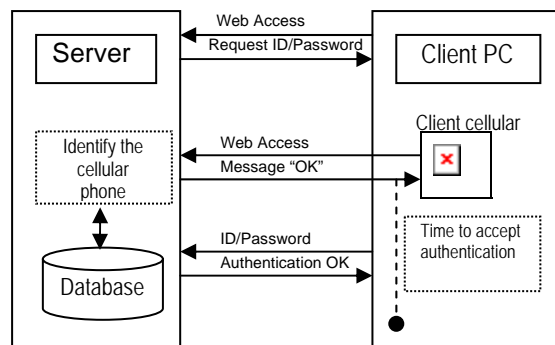 Web Access
Request ID/Password
Server
Client PC
Client cellular
Identify the
cellular
phone
Web Access
Message “OK”
Time to accept
authentication
ID/Password
Authentication OK
Database